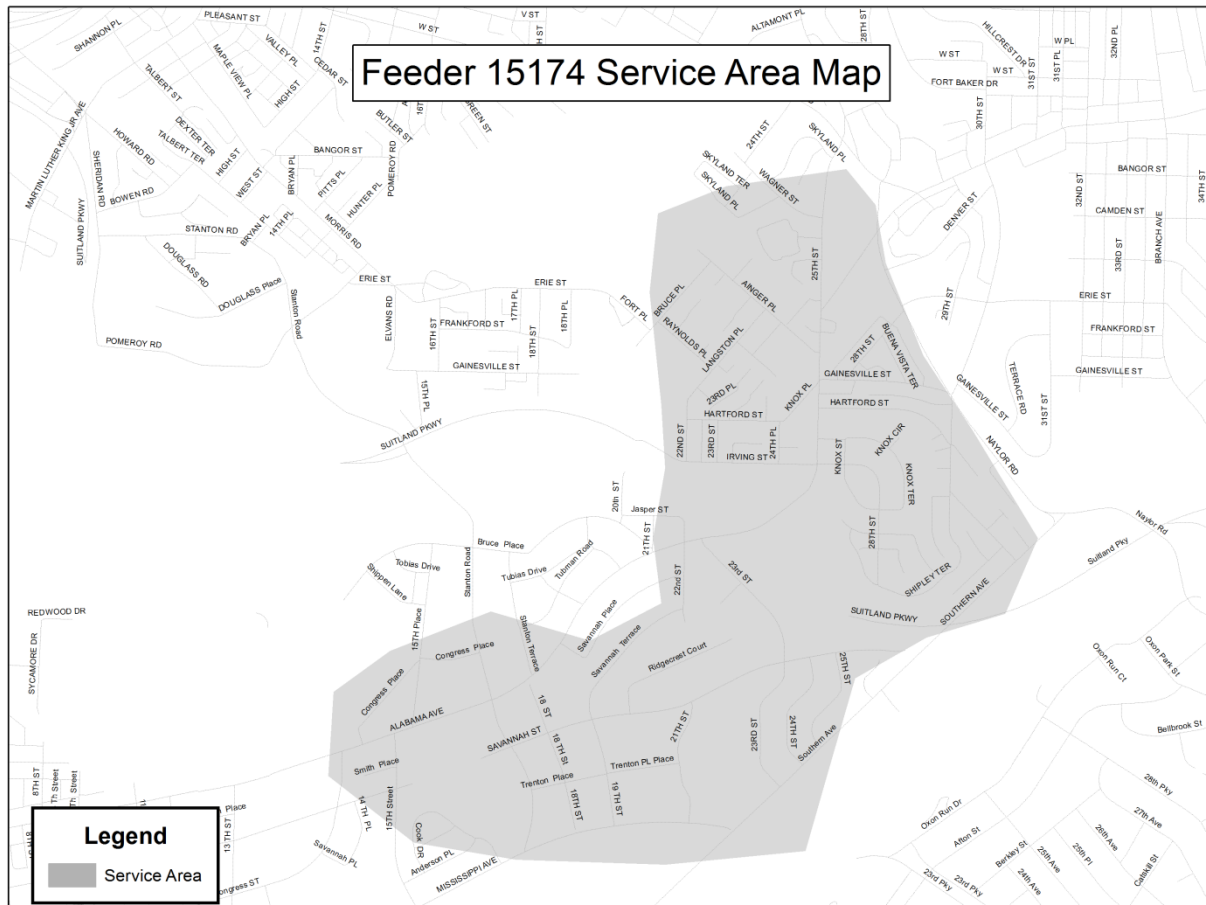 SHANNON PL
PLEASANT ST
VALLEY PL
14TH ST
W ST
V ST
ALTAMONT PL
28TH ST
HILLCREST DR
W PL
31ST PL
31ST ST
32ND PL
W ST
W ST
FORT BAKER DR
30TH ST
Feeder 15174 Service Area Map
MAPLE VIEW PL
CEDAR ST
HIGH ST
TALBERT ST
GREEN ST
BUTLER ST
MARTIN LUTHER KING JR AVE
HOWARD RD
DEXTER TER
TALBERT TER
HIGH ST
WEST ST
SHERIDAN RD
BOWEN RD
SUITLAND PKWY
BANGOR ST
BRYAN PL
PITTS PL
HUNTER PL
POMEROY RD
24TH ST
SKYLAND PL
SKYLAND TER
SKYLAND PL
WAGNER ST
BANGOR ST
32ND ST
34TH ST
CAMDEN ST
33RD ST
BRANCH AVE
DENVER ST
STANTON RD
BRYAN PL
14TH PL
MORRIS RD
DOUGLASS RD
DOUGLASS Place
Stanton Road
ERIE ST
ERIE ST
25TH ST
29TH ST
ERIE ST
ELVANS RD
16TH ST
FRANKFORD ST
17TH PL
18TH ST
18TH PL
FORT PL
BRUCE PL
AINGER PL
RAYNOLDS PL
LANGSTON PL
FRANKFORD ST
POMEROY RD
GAINESVILLE ST
28TH ST
BUENA VISTA TER
GAINESVILLE ST
GAINESVILLE ST
TERRACE RD
31ST ST
GAINESVILLE ST
15TH PL
23RD PL
KNOX PL
HARTFORD ST
HARTFORD ST
SUITLAND PKWY
22ND ST
23RD ST
24TH PL
IRVING ST
KNOX ST
KNOX CIR
KNOX TER
NAYLOR RD
20th ST
Jasper ST
21TH ST
28TH ST
Naylor Rd
Suitland Pky
Bruce Place
Tobias Drive
Shippen Lane
Stanton Road
Tubias Drive
Tubman Road
22nd ST
23rd ST
SHIPLEY TER
SOUTHERN AVE
SUITLAND PKWY
REDWOOD DR
SYCAMORE DR
15TH Place
Congress Place
Stanton Terrace
Savannah Place
Savannah Terrace
Ridgecrest Court
25TH ST
Oxon Run Ct
Oxon Park St
Congress Place
ALABAMA AVE
18 ST
SAVANNAH ST
18 TH St
21TH ST
23RD ST
24TH ST
Southern Ave
Bellbrook St
8TH ST
Th Street
Th Street
Smith Place
Trenton Place
Trenton PL Place
18TH ST
19 TH ST
14 TH PL
15TH Street
28th Pky
27th Ave
26th Ave
Place
13 TH ST
Savannah PL
Cook DR
Anderson PL
MISSISSIPPI AVE
Oxon Run Dr
Afton St
Berkley St
25th Ave
25th Pl
24th Ave
23rd Pky
23rd Pky
Catskill St
Legend
Service Area
ongress ST